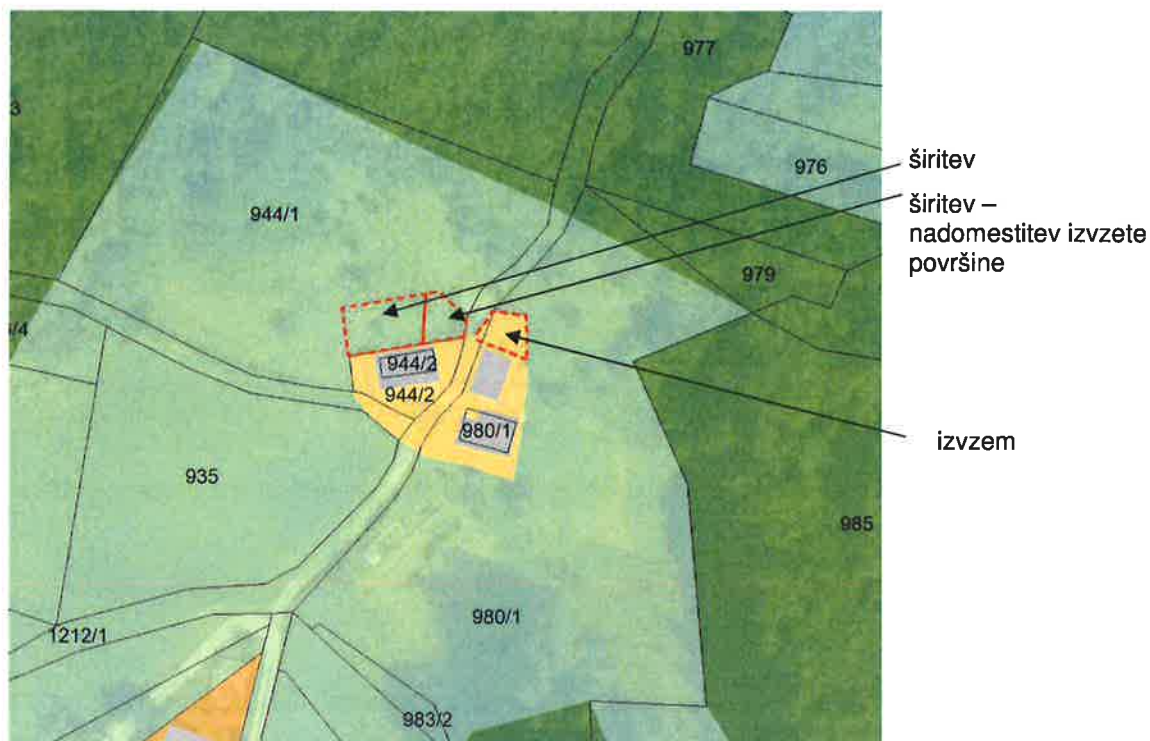 977
širitev
976
širitev –
nadomestitev izvzete
površine
944/1
979
944/2
944/2
980/1
izvzem
935
985
980/1
1212/1
983/2